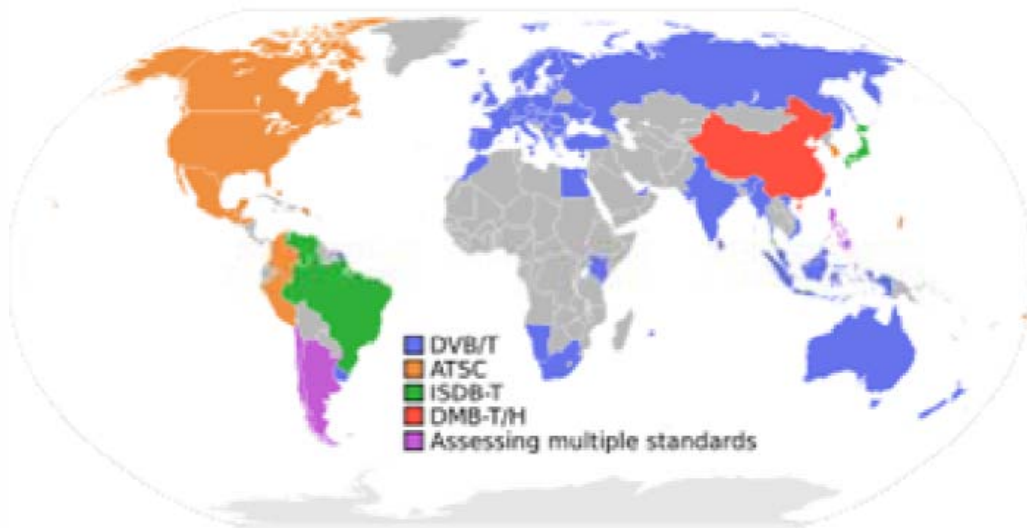 DVB/T
ATSC
ISDB-T
DMB-T/H
Assessing multiple standards